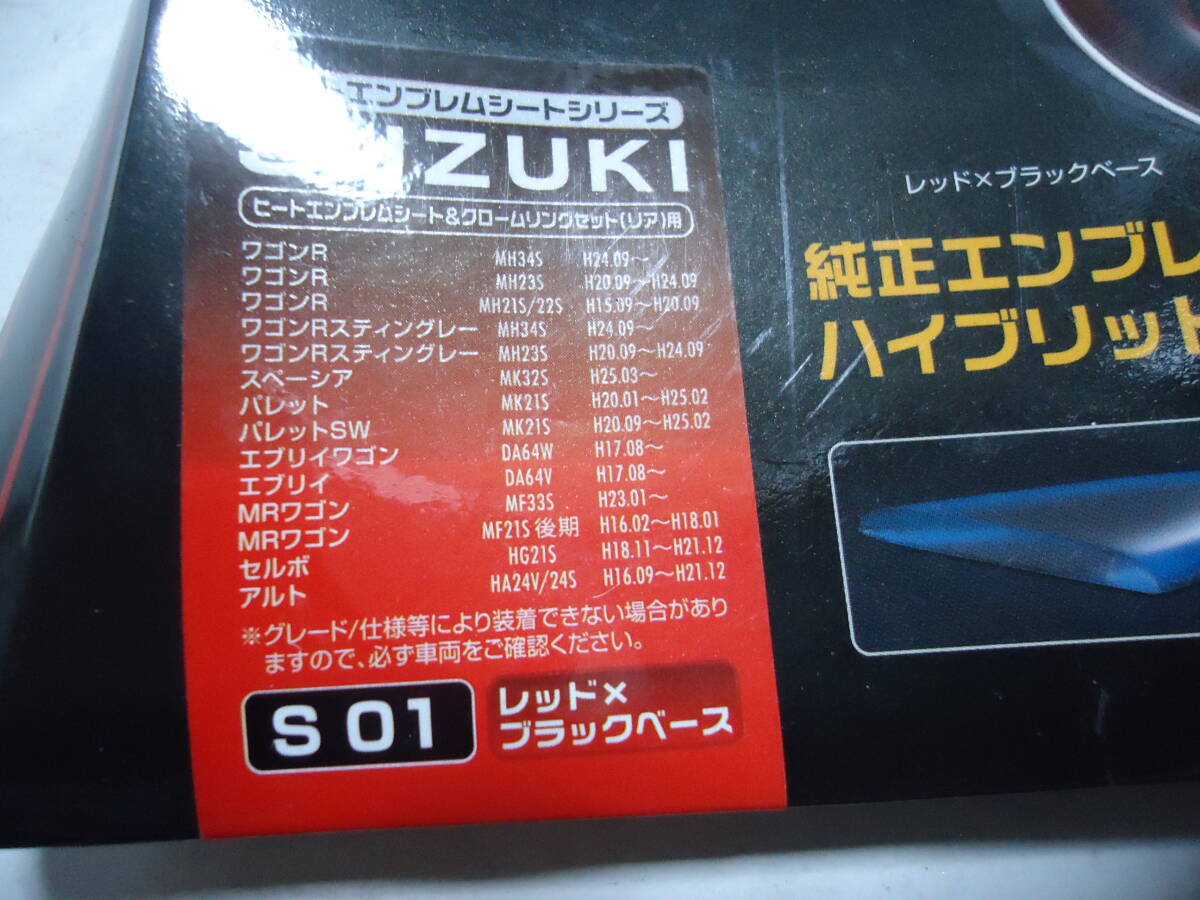 エンブレムシートシリーズ
SUZUKI
ヒートエンブレムシート&クロームリングセット(リア)用
ワゴンR MH34S H24.09〜
ワゴンR MH23S H20.09〜H24.09
ワゴンR MH21S/22S H15.09〜H20.09
ワゴンRスティングレー MH34S H24.09〜
ワゴンRスティングレー MH23S H20.09〜H24.09
スペーシア MK32S H25.03〜
パレット MK21S H20.01〜H25.02
パレットSW MK21S H20.09〜H25.02
エブリイワゴン DA64W H17.08〜
エブリイ DA64V H17.08〜
MRワゴン MF33S H23.01〜
MRワゴン MF21S 後期 H16.02〜H18.01
セルボ HG21S H18.11〜H21.12
アルト HA24V/24S H16.09〜H21.12
※グレード/仕様等により装着できない場合があり
ますので、必ず車両をご確認ください。
S 01
レッド×
ブラックベース
レッド×ブラックベース
純正エンブレ
ハイブリット